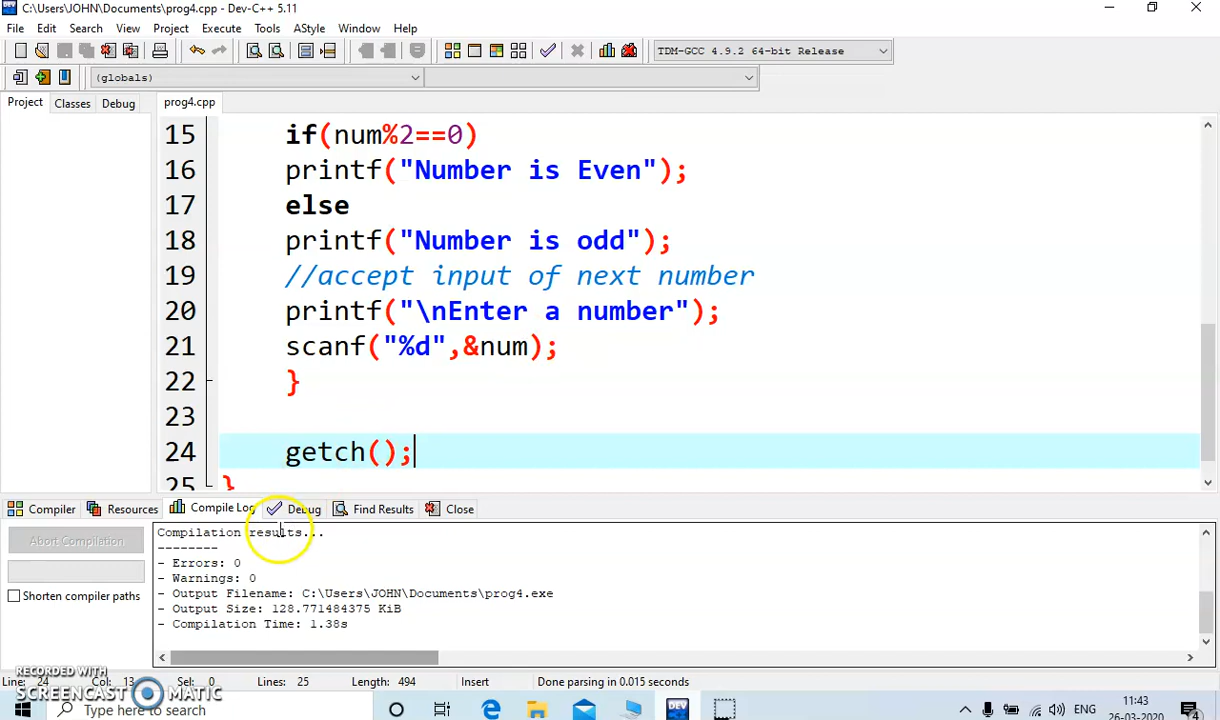 C:\Users\JOHN\Documents\prog4.cpp - Dev-C++ 5.11
File Edit Search View Project Execute Tools AStyle Window Help
TDM-GCC 4.9.2 64-bit Release
(globals)
Project Classes Debug prog4.cpp
15 if(num%2==0)
16 printf("Number is Even");
17 else
18 printf("Number is odd");
19 //accept input of next number
20 printf("\nEnter a number");
21 scanf("%d",&num);
22 }
23
24 getch();
25 }
Compiler Resources Compile Log Debug Find Results Close
Abort Compilation
Shorten compiler paths
Compilation results...
--------
- Errors: 0
- Warnings: 0
- Output Filename: C:\Users\JOHN\Documents\prog4.exe
- Output Size: 128.771484375 KiB
- Compilation Time: 1.38s
Line: 24 Col: 13 Sel: 0 Lines: 25 Length: 494 Insert Done parsing in 0.015 seconds
RECORDED WITH
SCREENCAST MATIC
Type here to search
DEV
ENG
11:43
26-03-2020
4